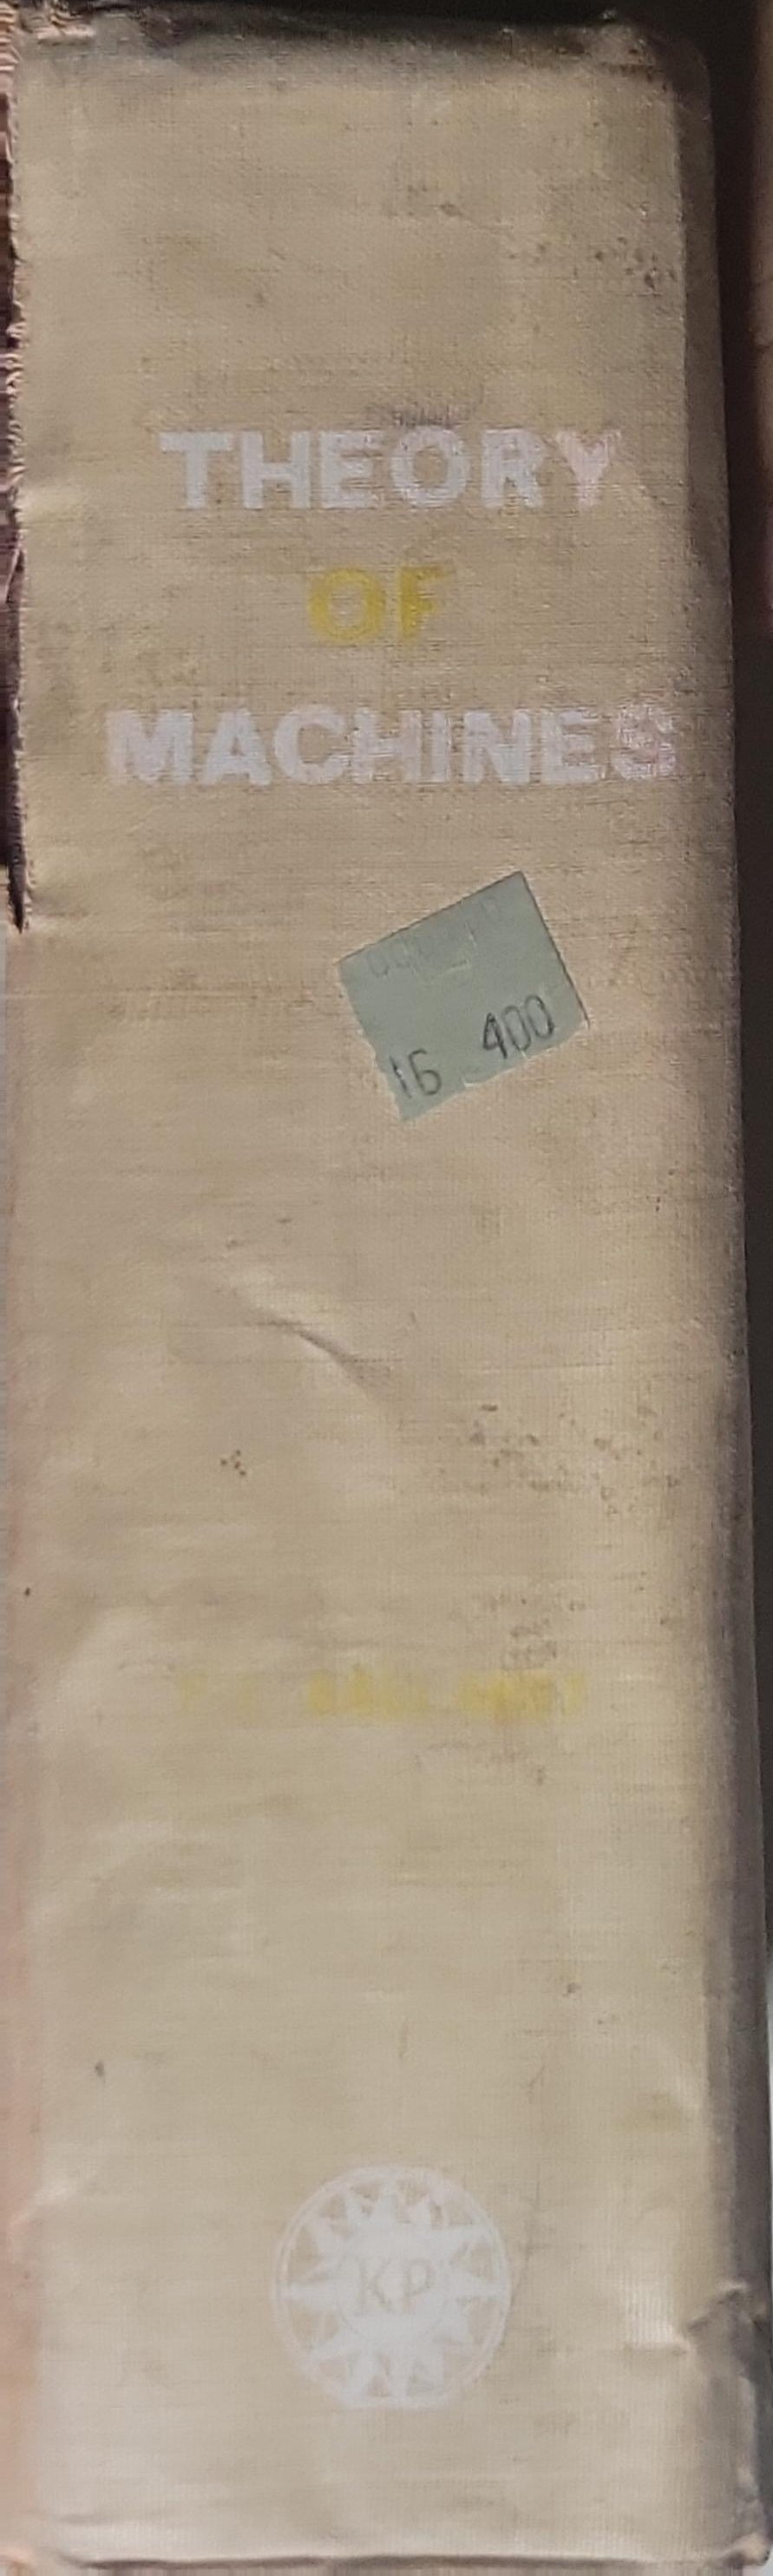 THEORY
OF
MACHINES
16 400
KP